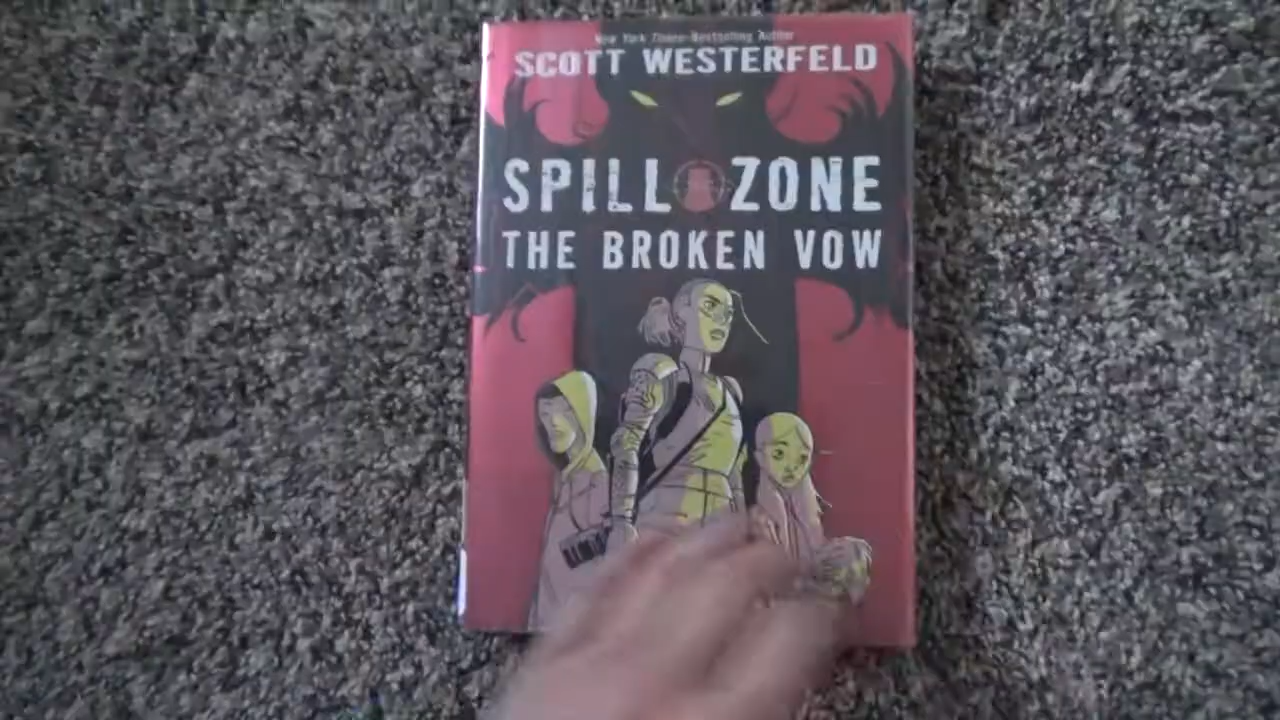 New York Times-Bestselling Author
SCOTT WESTERFELD
SPILL ZONE
THE BROKEN VOW